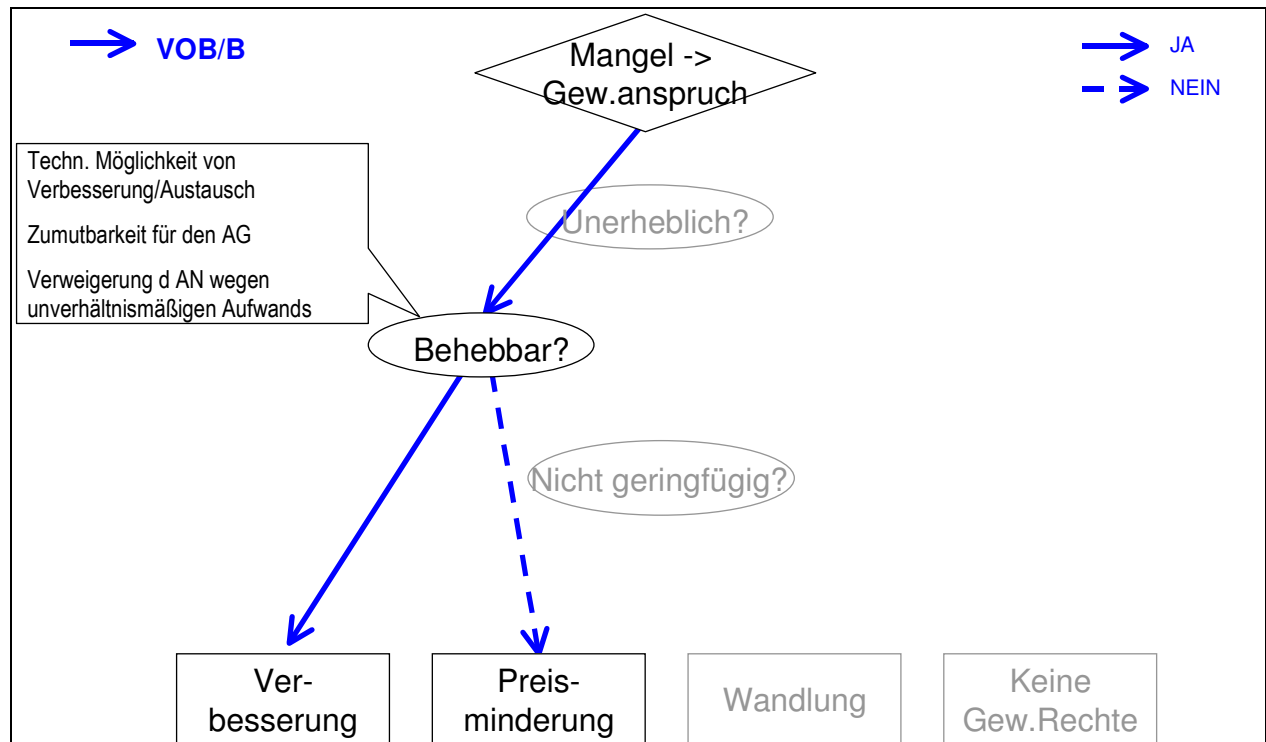 VOB/B
Mangel ->
Gew.anspruch
JA
NEIN
Techn. Möglichkeit von
Verbesserung/Austausch
Zumutbarkeit für den AG
Verweigerung d AN wegen
unverhältnismäßigen Aufwands
Unerheblich?
Behebbar?
Nicht geringfügig?
Ver-
besserung
Preis-
minderung
Wandlung
Keine
Gew.Rechte